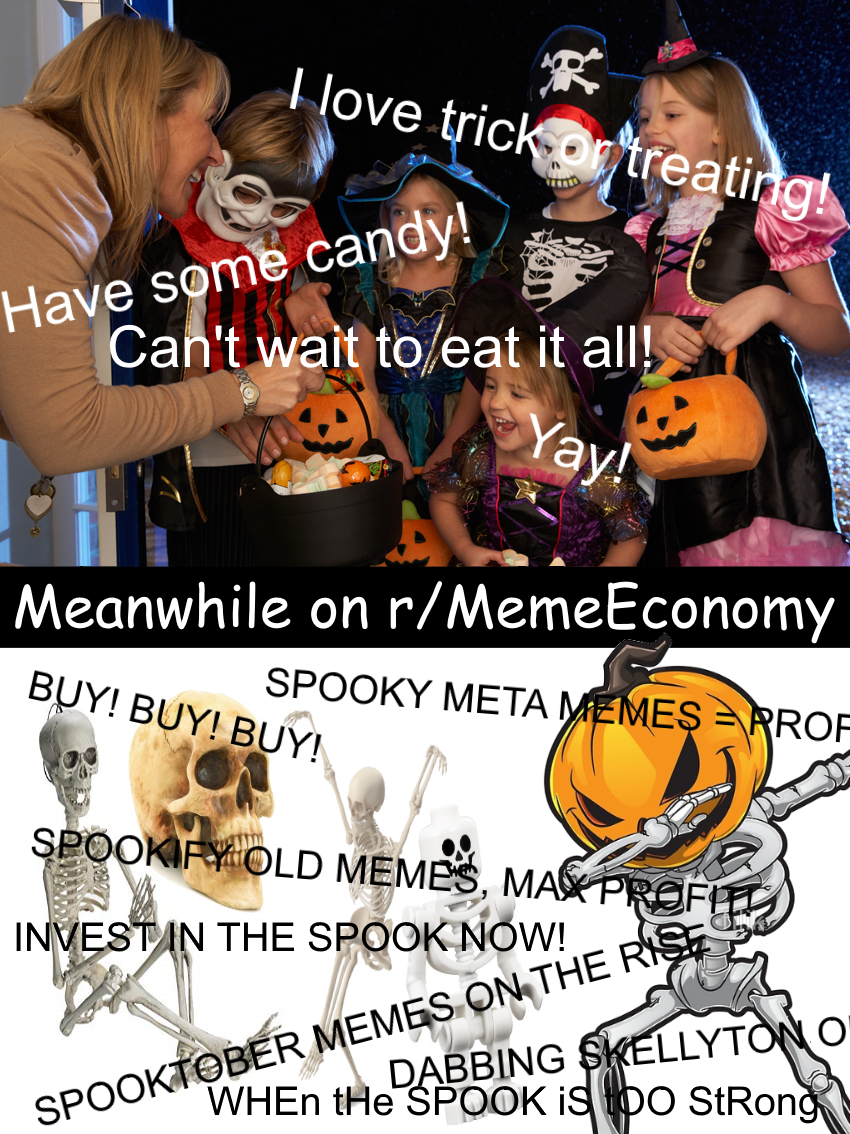 I love trick or treating!
Have some candy!
Can't wait to eat it all!
Yay!
Meanwhile on r/MemeEconomy
BUY! BUY! BUY!
SPOOKY META MEMES = PROF
SPOOKIFY OLD MEMES, MAX PROFIT!
INVEST IN THE SPOOK NOW!
SPOOKTOBER MEMES ON THE RISE
DABBING SKELLYTON O
WHEn tHe SPOOK iS tOO StRong